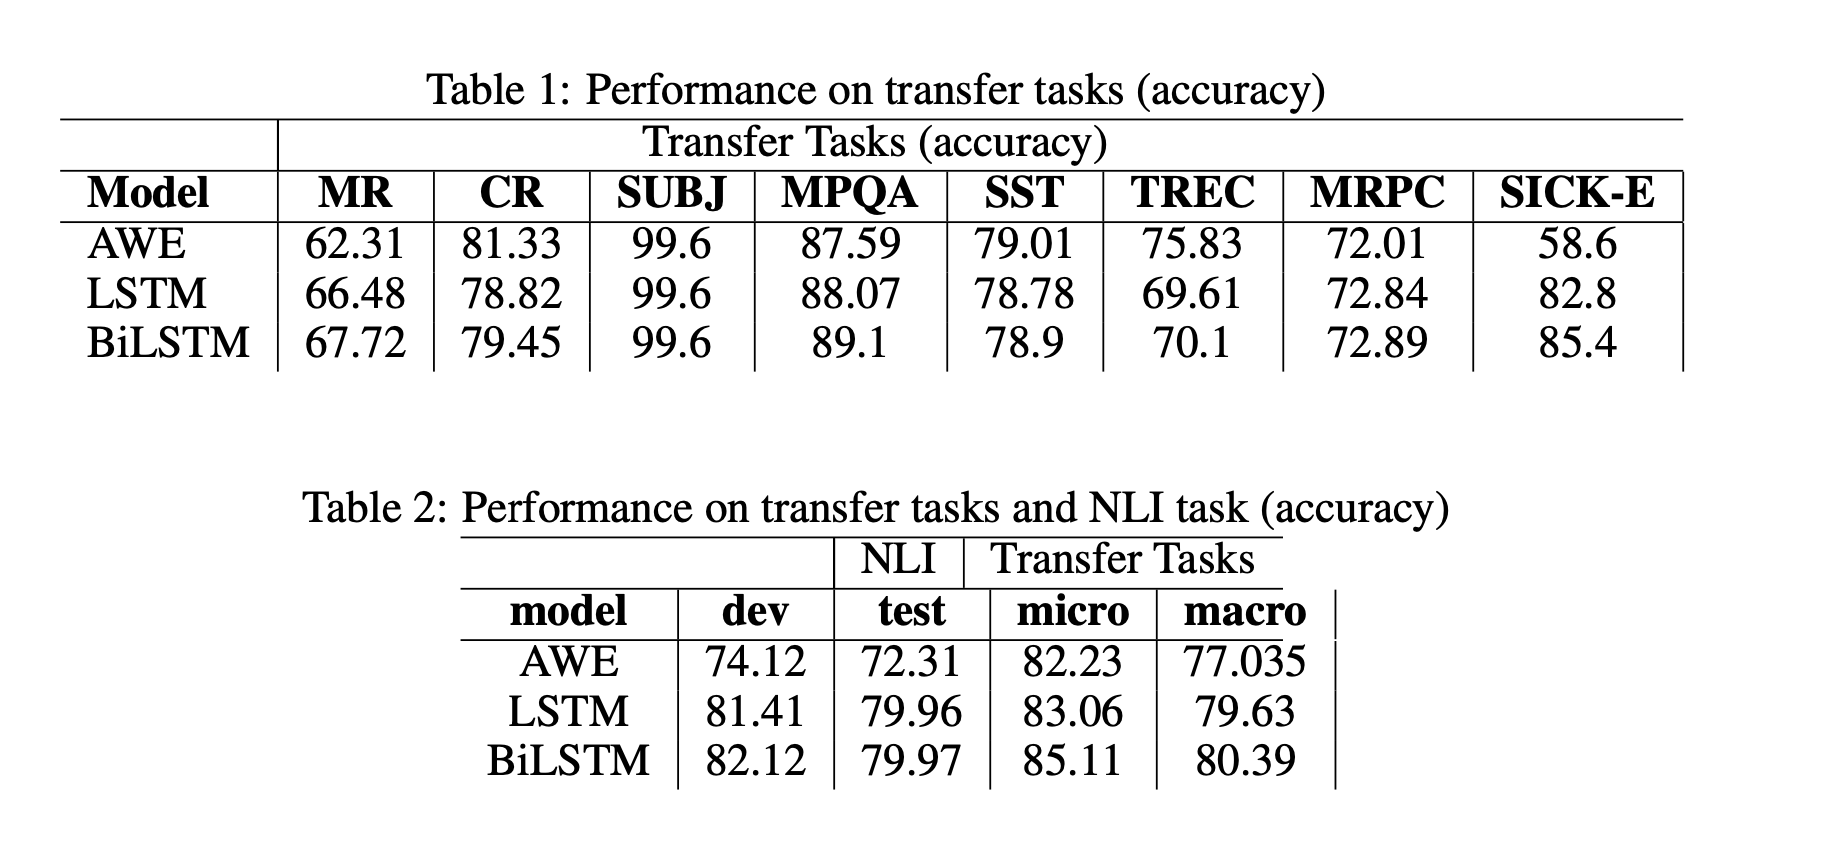 Table 1: Performance on transfer tasks (accuracy)
Transfer Tasks (accuracy)
Model MR CR SUBJ MPQA SST TREC MRPC SICK-E
AWE 62.31 81.33 99.6 87.59 79.01 75.83 72.01 58.6
LSTM 66.48 78.82 99.6 88.07 78.78 69.61 72.84 82.8
BiLSTM 67.72 79.45 99.6 89.1 78.9 70.1 72.89 85.4
Table 2: Performance on transfer tasks and NLI task (accuracy)
NLI Transfer Tasks
model dev test micro macro
AWE 74.12 72.31 82.23 77.035
LSTM 81.41 79.96 83.06 79.63
BiLSTM 82.12 79.97 85.11 80.39